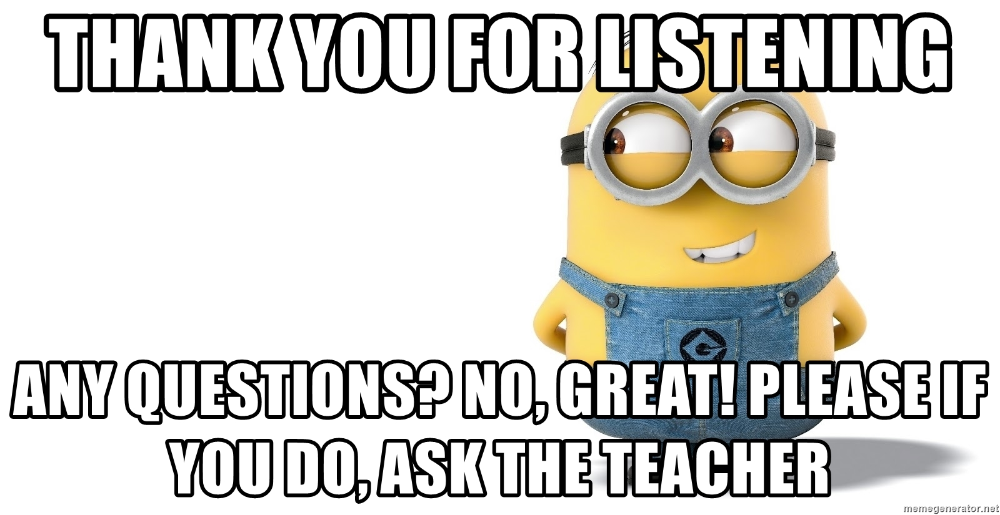 THANK YOU FOR LISTENING
ANY QUESTIONS? NO, GREAT! PLEASE IF
YOU DO, ASK THE TEACHER
memegenerator.net